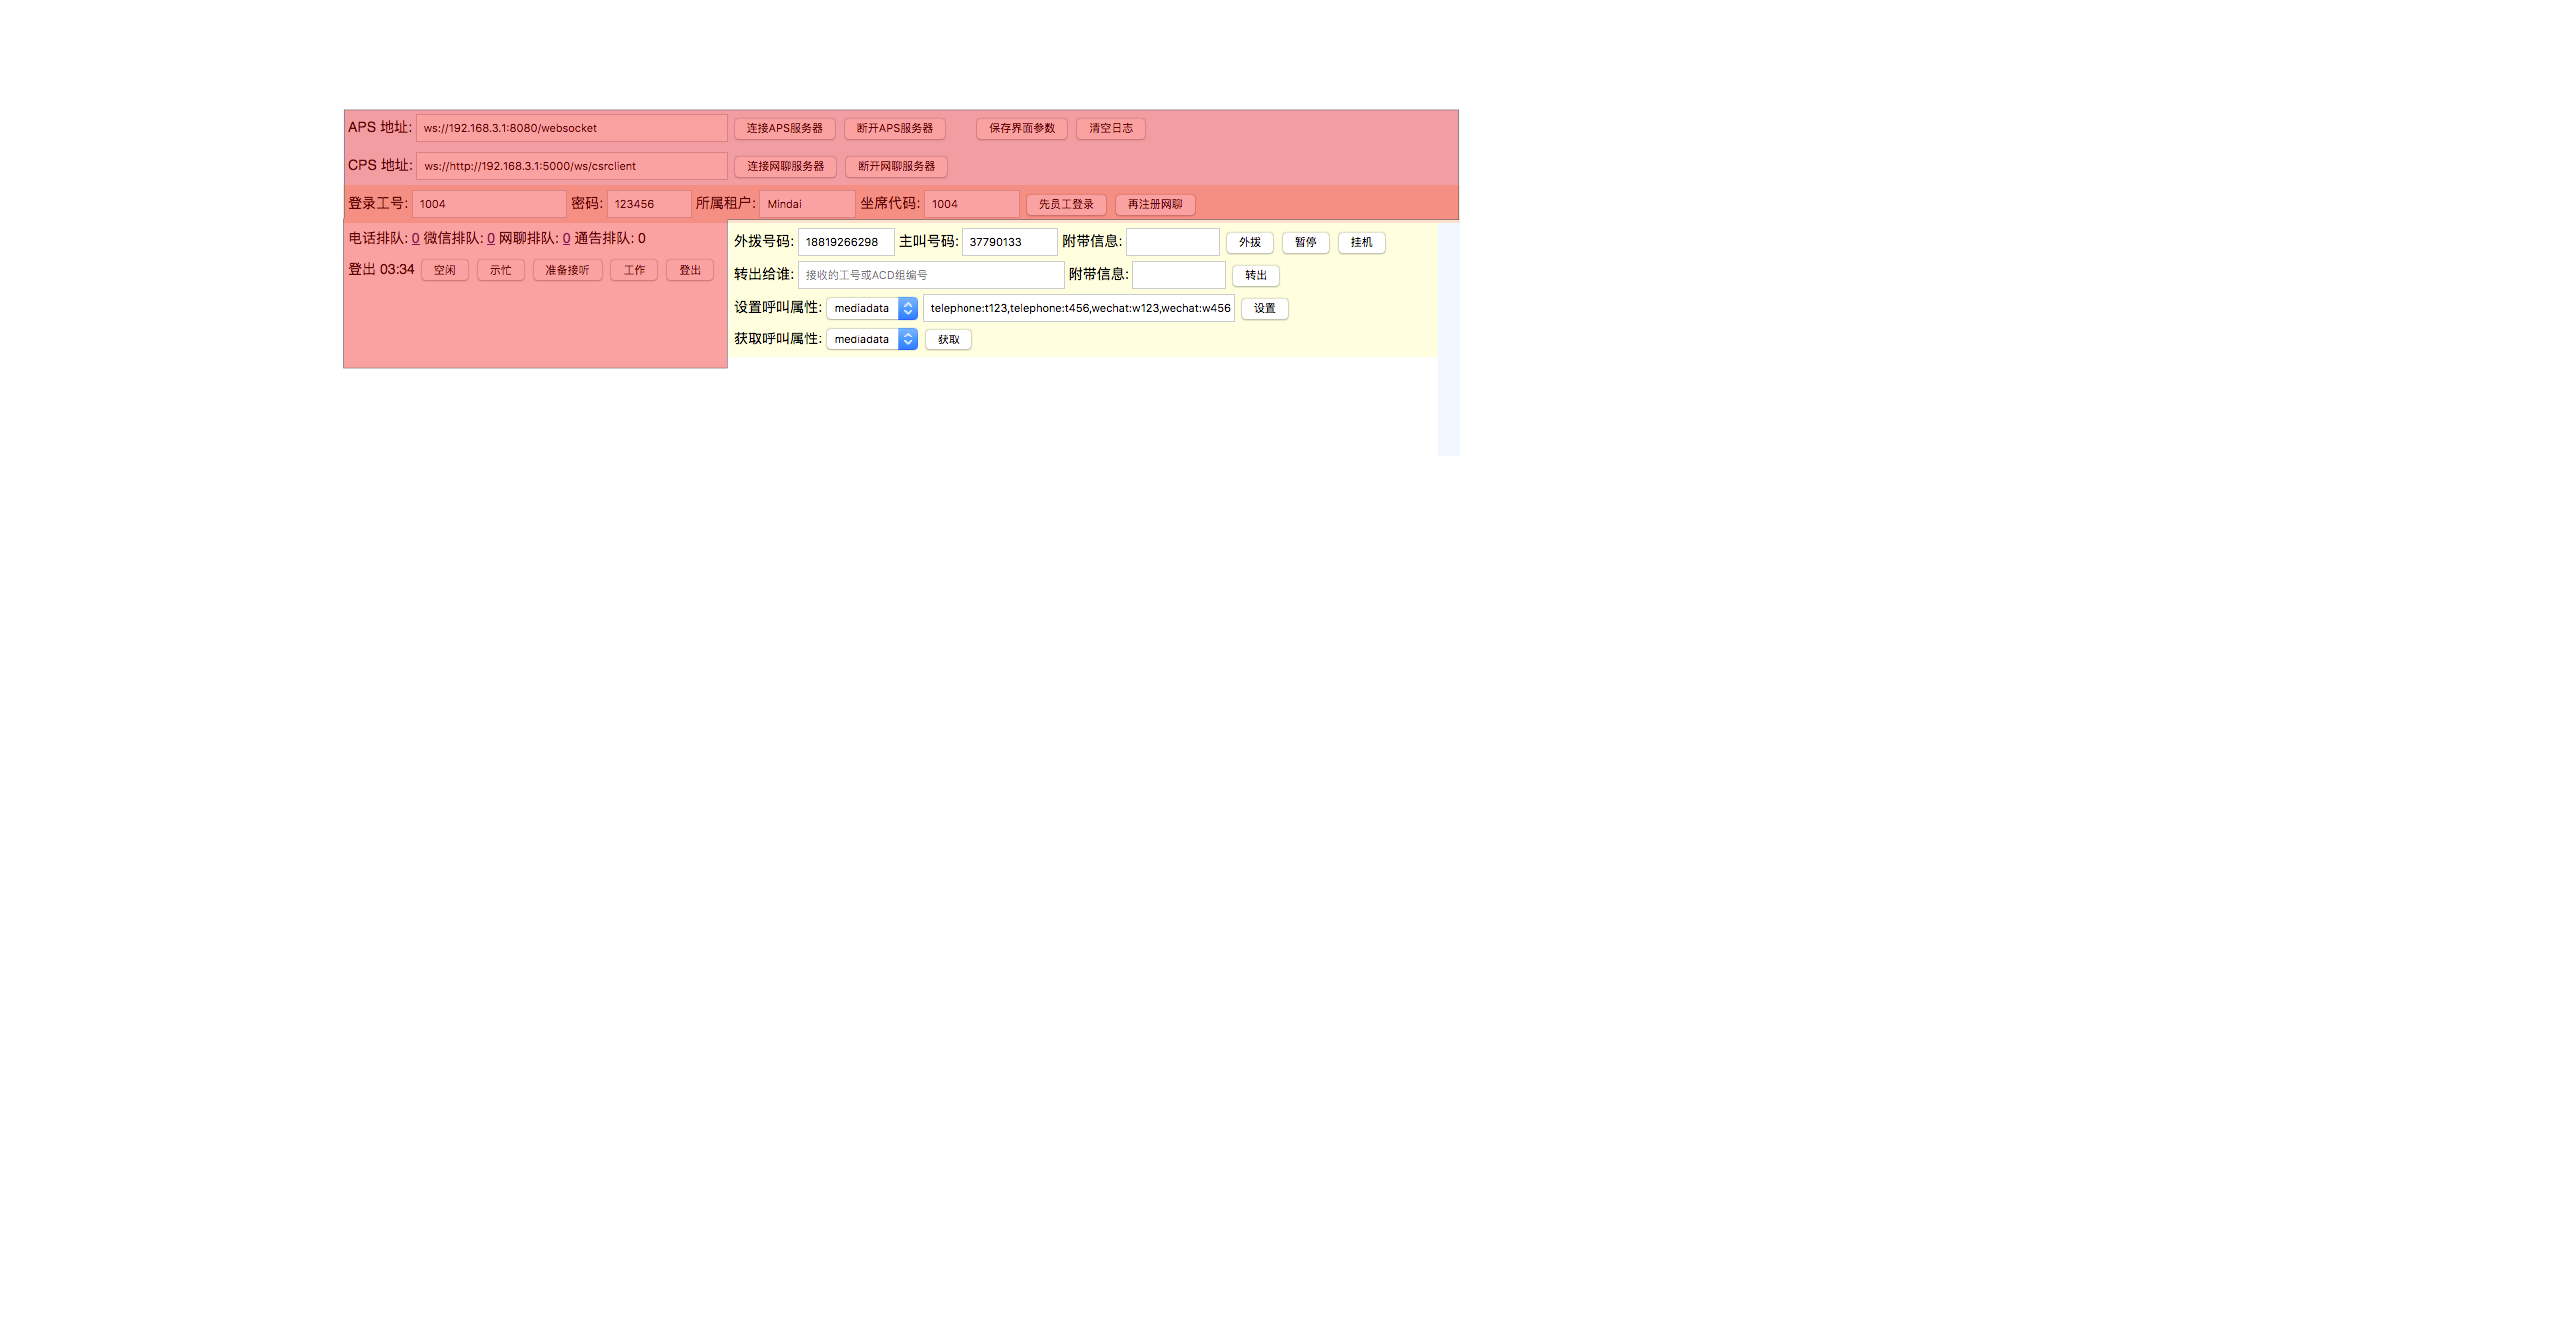 APS 地址: ws://192.168.3.1:8080/websocket 连接APS服务器 断开APS服务器 保存界面参数 清空日志
CPS 地址: ws://http://192.168.3.1:5000/ws/csrclient 连接网聊服务器 断开网聊服务器
登录工号: 1004 密码: 123456 所属租户: Mindai 坐席代码: 1004 先员工登录 再注册网聊
电话排队: 0 微信排队: 0 网聊排队: 0 通告排队: 0
登出 03:34 空闲 示忙 准备接听 工作 登出
外拨号码: 18819266298 主叫号码: 37790133 附带信息: 外拨 暂停 挂机
转出给谁: 接收的工号或ACD组编号 附带信息: 转出
设置呼叫属性: mediadata telephone:t123,telephone:t456,wechat:w123,wechat:w456 设置
获取呼叫属性: mediadata 获取